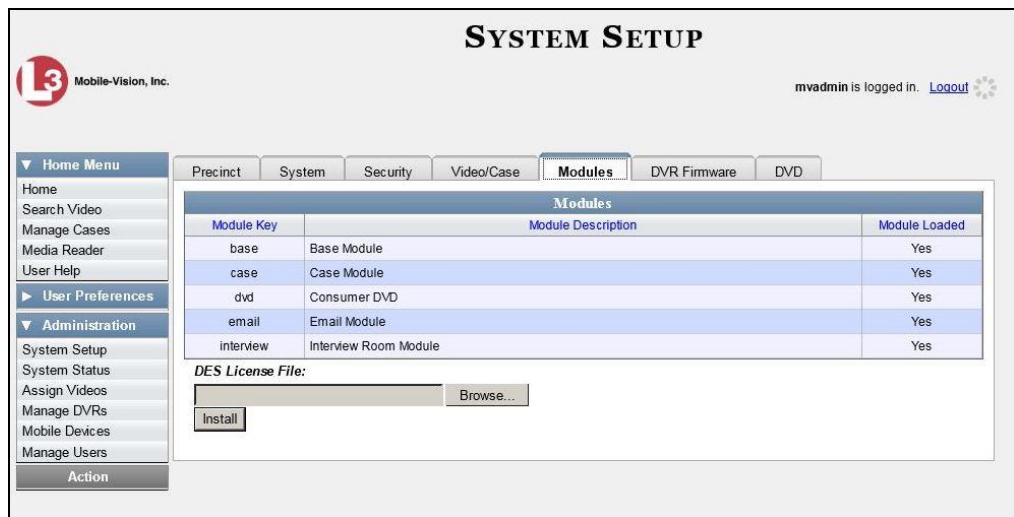 SYSTEM SETUP
L3 Mobile-Vision, Inc.
mvadmin is logged in. Logout
▼ Home Menu
Home
Search Video
Manage Cases
Media Reader
User Help
► User Preferences
▼ Administration
System Setup
System Status
Assign Videos
Manage DVRs
Mobile Devices
Manage Users
Action
Precinct System Security Video/Case Modules DVR Firmware DVD
Modules
Module Key Module Description Module Loaded
base Base Module Yes
case Case Module Yes
dvd Consumer DVD Yes
email Email Module Yes
interview Interview Room Module Yes
DES License File:
Browse...
Install